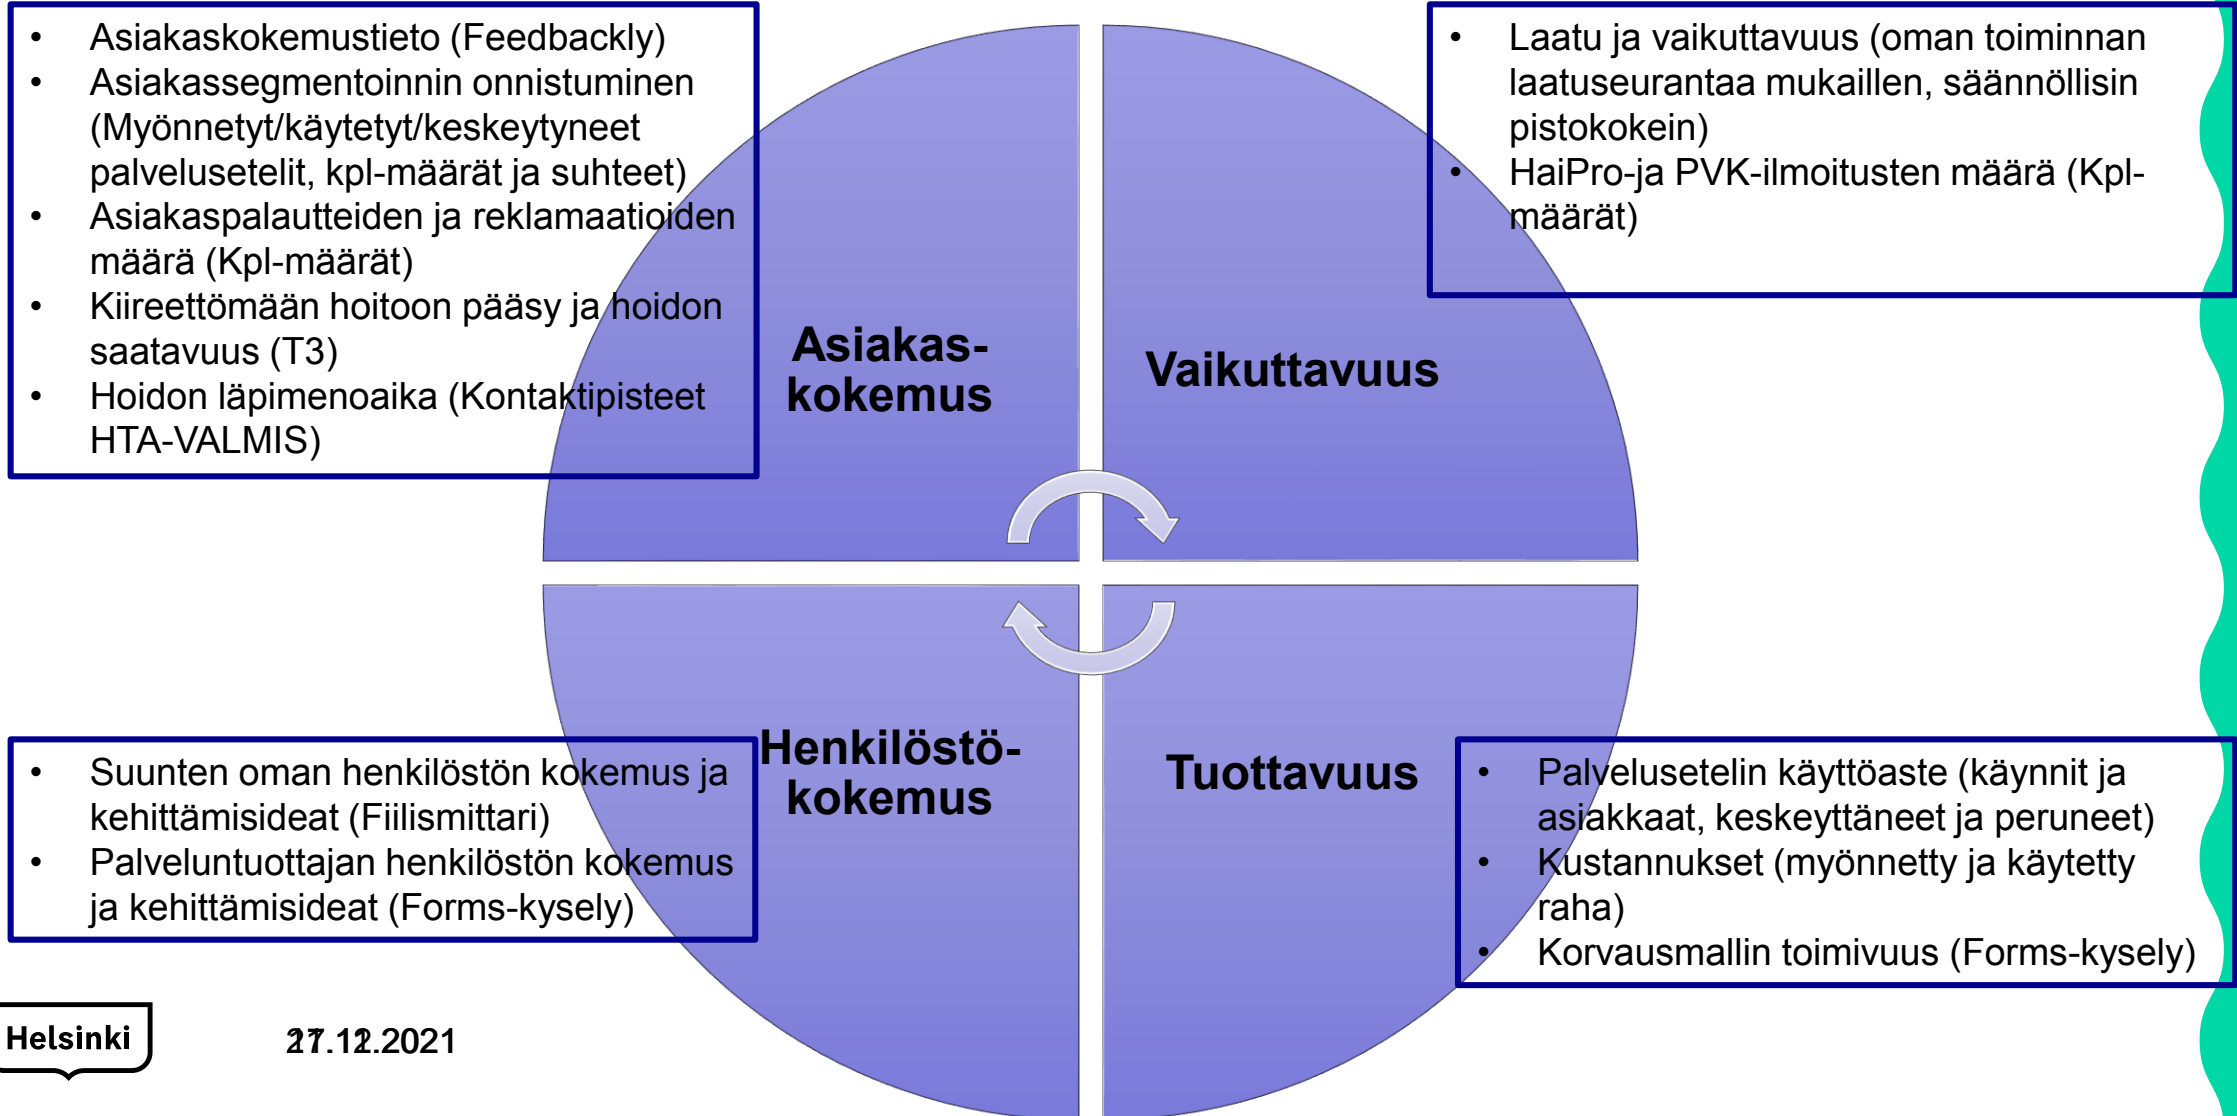 • Asiakaskokemustieto (Feedbackly)
• Asiakassegmentoinnin onnistuminen
(Myönnetyt/käytetyt/keskeytyneet
palvelusetelit, kpl-määrät ja suhteet)
• Asiakaspalautteiden ja reklamaatioiden
määrä (Kpl-määrät)
• Kiireettömään hoitoon pääsy ja hoidon
saatavuus (T3)
• Hoidon läpimenoaika (Kontaktipisteet
HTA-VALMIS)
• Laatu ja vaikuttavuus (oman toiminnan
laatuseurantaa mukaillen, säännöllisin
pistokokein)
• HaiPro-ja PVK-ilmoitusten määrä (Kpl-
määrät)
Asiakas-
kokemus
Vaikuttavuus
Henkilöstö-
kokemus
Tuottavuus
• Suunten oman henkilöstön kokemus ja
kehittämisideat (Fiilismittari)
• Palveluntuottajan henkilöstön kokemus
ja kehittämisideat (Forms-kysely)
• Palvelusetelin käyttöaste (käynnit ja
asiakkaat, keskeyttäneet ja peruneet)
• Kustannukset (myönnetty ja käytetty
raha)
• Korvausmallin toimivuus (Forms-kysely)
Helsinki